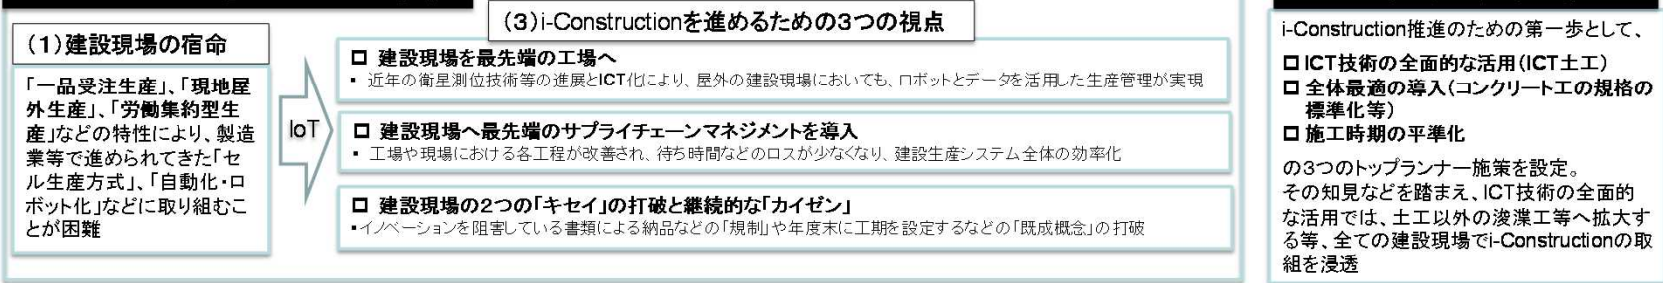 (1)建設現場の宿命
「一品受注生産」、「現地屋
外生産」、「労働集約型生
産」などの特性により、製造
業等で進められてきた「セ
ル生産方式」、「自動化・ロ
ボット化」などに取り組むこ
とが困難
IoT
(3)i-Constructionを進めるための3つの視点
□ 建設現場を最先端の工場へ
▪ 近年の衛星測位技術等の進展とICT化により、屋外の建設現場においても、ロボットとデータを活用した生産管理が実現
□ 建設現場へ最先端のサプライチェーンマネジメントを導入
▪ 工場や現場における各工程が改善され、待ち時間などのロスが少なくなり、建設生産システム全体の効率化
□ 建設現場の2つの「キセイ」の打破と継続的な「カイゼン」
▪イノベーションを阻害している書類による納品などの「規制」や年度末に工期を設定するなどの「既成概念」の打破
i-Construction推進のための第一歩として、
□ ICT技術の全面的な活用(ICT土工)
□ 全体最適の導入(コンクリート工の規格の
標準化等)
□ 施工時期の平準化
の3つのトップランナー施策を設定。
その知見などを踏まえ、ICT技術の全面的
な活用では、土工以外の浚渫工等へ拡大す
る等、全ての建設現場でi-Constructionの取
組を浸透